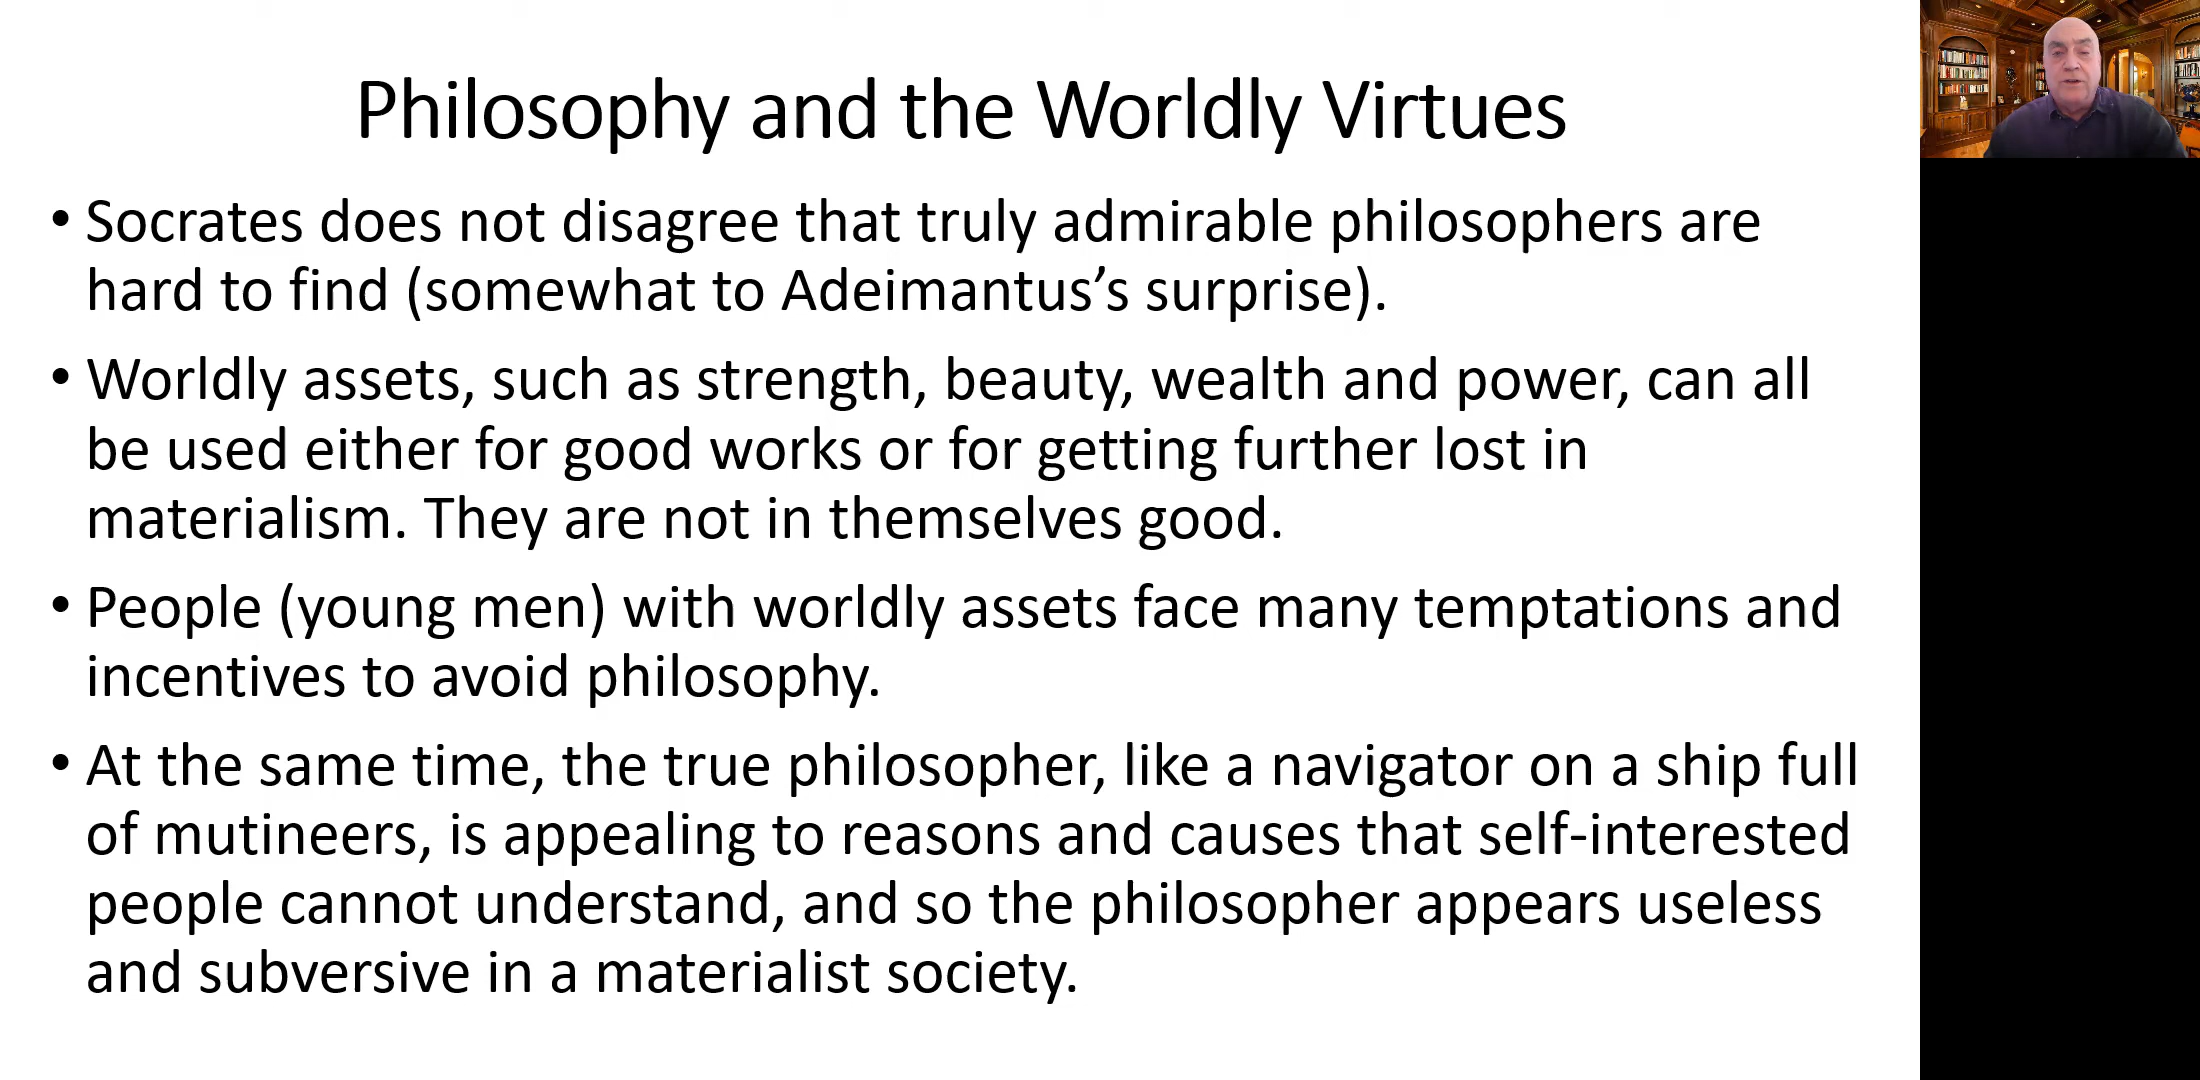 Philosophy and the Worldly Virtues
• Socrates does not disagree that truly admirable philosophers are
hard to find (somewhat to Adeimantus’s surprise).
• Worldly assets, such as strength, beauty, wealth and power, can all
be used either for good works or for getting further lost in
materialism. They are not in themselves good.
• People (young men) with worldly assets face many temptations and
incentives to avoid philosophy.
• At the same time, the true philosopher, like a navigator on a ship full
of mutineers, is appealing to reasons and causes that self-interested
people cannot understand, and so the philosopher appears useless
and subversive in a materialist society.